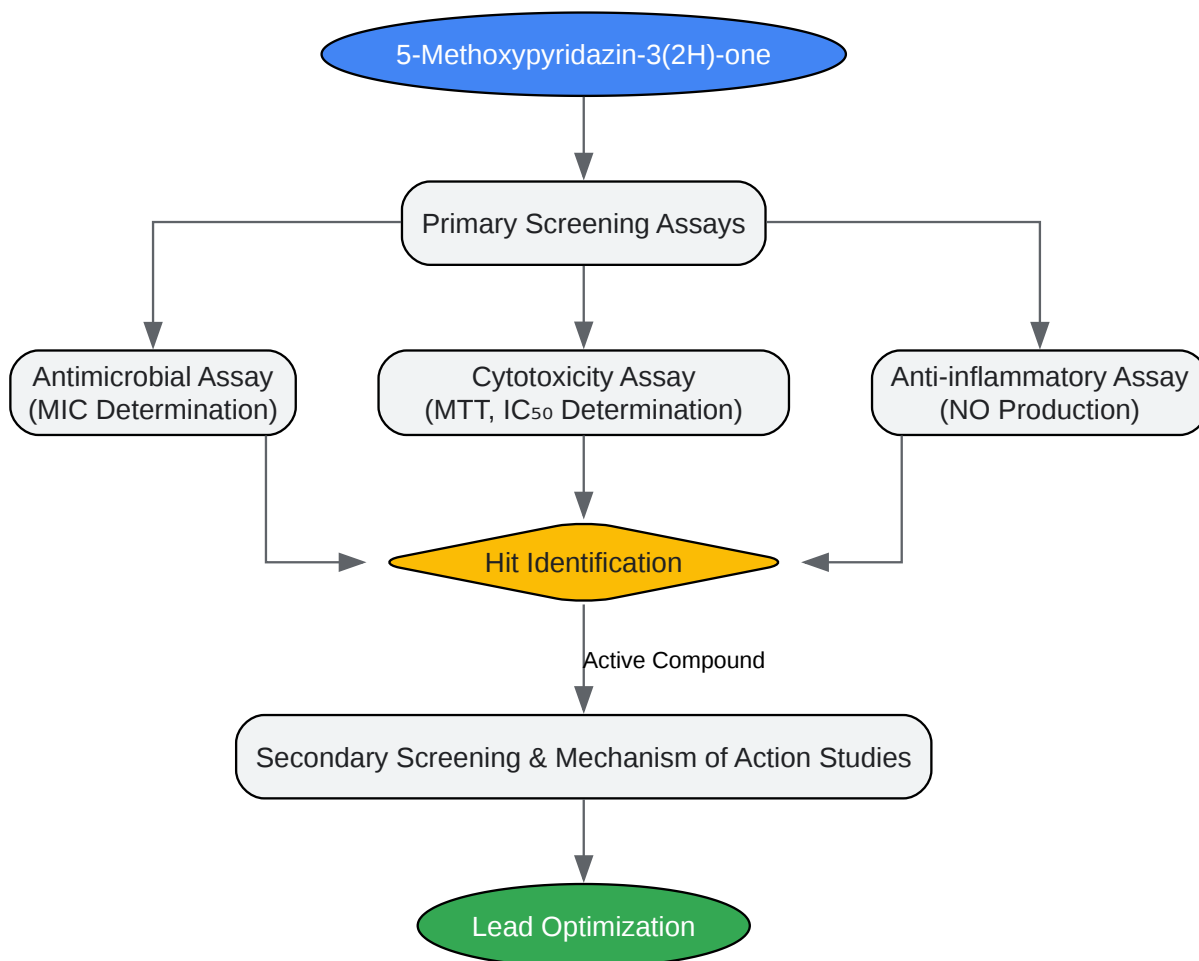 5-Methoxypyridazin-3(2H)-one
Primary Screening Assays
Antimicrobial Assay
(MIC Determination)
Cytotoxicity Assay
(MTT, IC₅₀ Determination)
Anti-inflammatory Assay
(NO Production)
Hit Identification
Active Compound
Secondary Screening & Mechanism of Action Studies
Lead Optimization